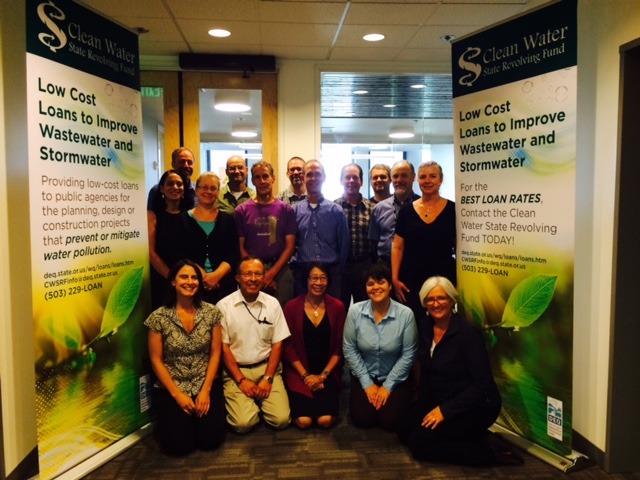 Clean Water
State Revolving Fund
Low Cost
Loans to Improve
Wastewater and
Stormwater
Providing low-cost loans
to public agencies for
the planning, design or
construction projects
that prevent or mitigate
water pollution.
deq.state.or.us/wq/loans/loans.htm
CWSRFinfo@deq.state.or.us
(503) 229-LOAN
Clean Water
State Revolving Fund
Low Cost
Loans to Improve
Wastewater and
Stormwater
For the
BEST LOAN RATES,
Contact the Clean
Water State Revolving
Fund TODAY!
deq.state.or.us/wq/loans/loans.htm
CWSRFinfo@deq.state.or.us
(503) 229-LOAN
DEQ